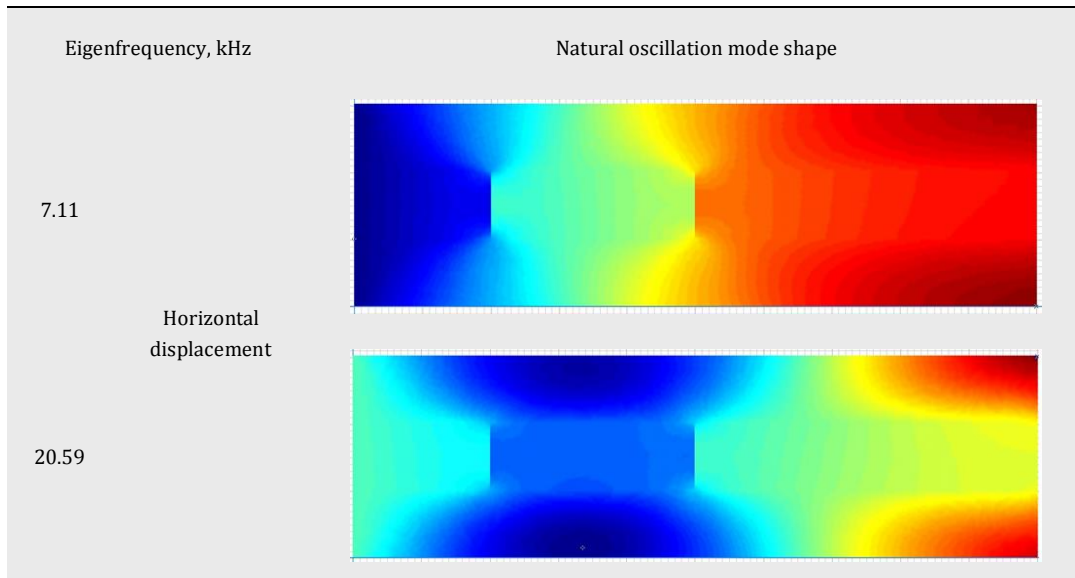 Eigenfrequency, kHz
Natural oscillation mode shape
7.11
Horizontal
displacement
20.59